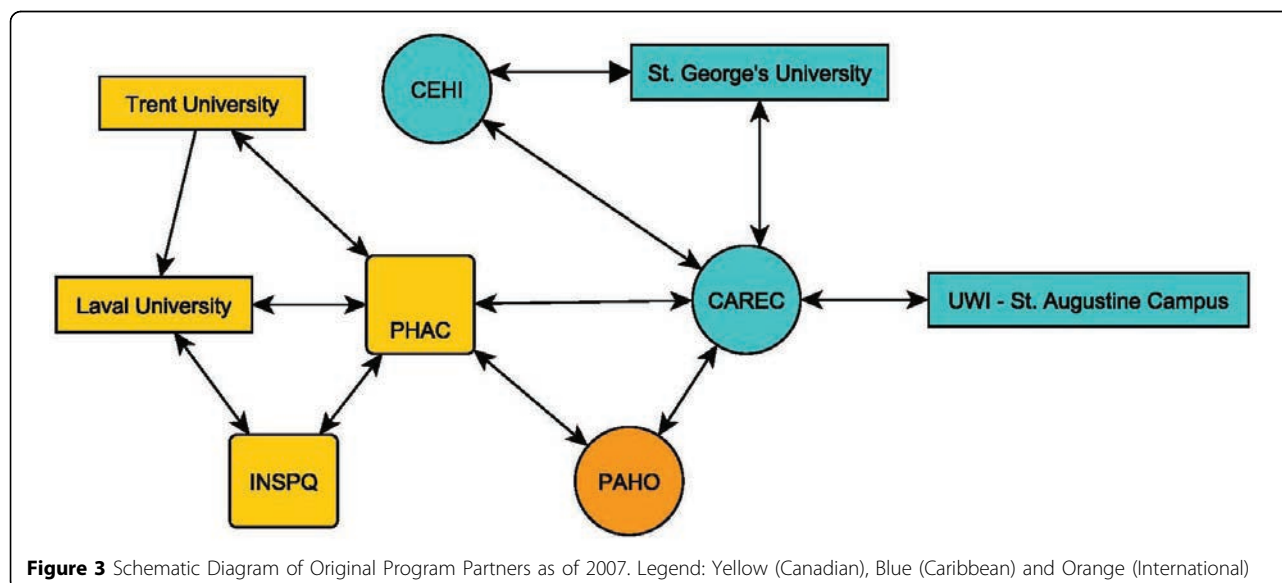 CEHI
St. George's University
Trent University
Laval University
PHAC
CAREC
UWI - St. Augustine Campus
INSPQ
PAHO
Figure 3 Schematic Diagram of Original Program Partners as of 2007. Legend: Yellow (Canadian), Blue (Caribbean) and Orange (International)